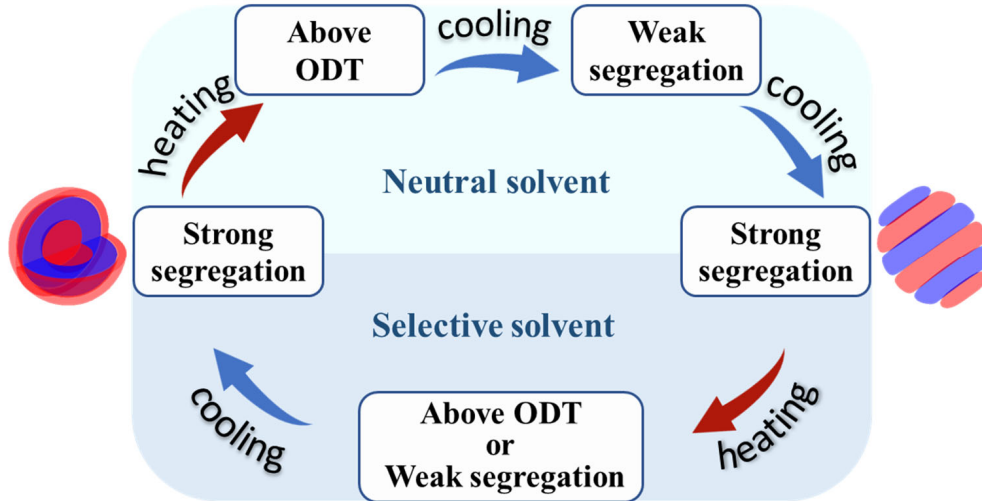 Above
ODT
cooling
Weak
segregation
heating
cooling
Neutral solvent
Strong
segregation
Strong
segregation
Selective solvent
cooling
Above ODT
or
Weak segregation
heating